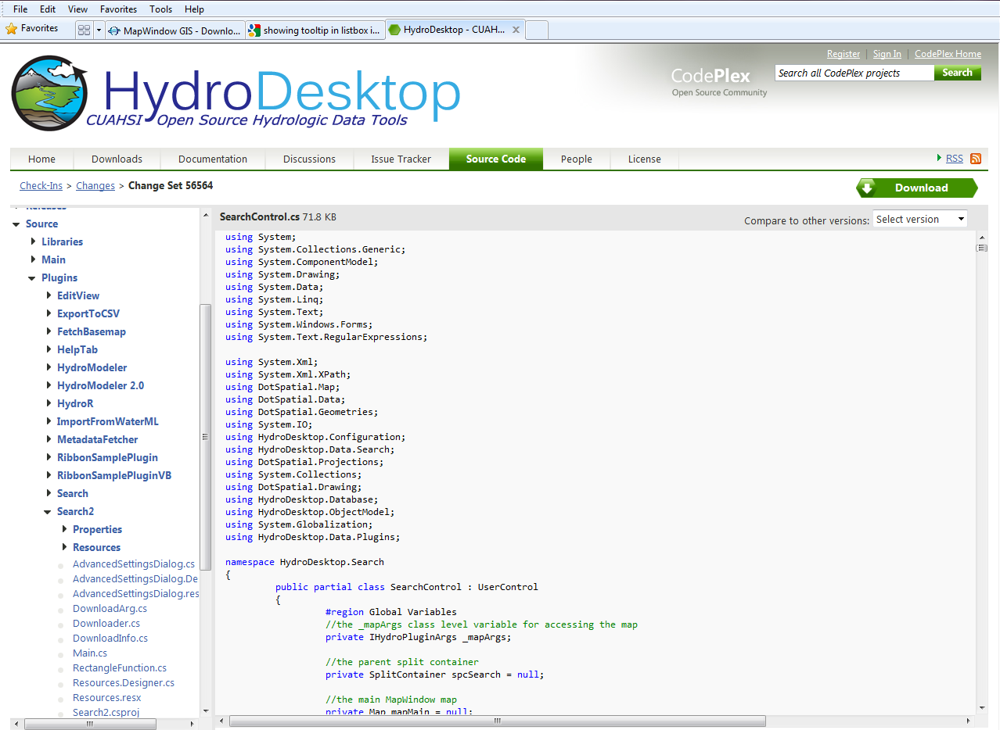 File Edit View Favorites Tools Help
Favorites MapWindow GIS - Downlo... showing tooltip in listbox i... HydroDesktop - CUAH...
Register | Sign In | CodePlex Home
HydroDesktop
CUAHSI Open Source Hydrologic Data Tools
CodePlex
Open Source Community
Search all CodePlex projects Search
Home Downloads Documentation Discussions Issue Tracker Source Code People License RSS
Check-Ins > Changes > Change Set 56564
Download
Releases
Source
Libraries
Main
Plugins
EditView
ExportToCSV
FetchBasemap
HelpTab
HydroModeler
HydroModeler 2.0
HydroR
ImportFromWaterML
MetadataFetcher
RibbonSamplePlugin
RibbonSamplePluginVB
Search
Search2
Properties
Resources
AdvancedSettingsDialog.cs
AdvancedSettingsDialog.De
AdvancedSettingsDialog.res
DownloadArg.cs
Downloader.cs
DownloadInfo.cs
Main.cs
RectangleFunction.cs
Resources.Designer.cs
Resources.resx
Search2.csproj
SearchControl.cs 71.8 KB
Compare to other versions: Select version
using System;
using System.Collections.Generic;
using System.ComponentModel;
using System.Drawing;
using System.Data;
using System.Linq;
using System.Text;
using System.Windows.Forms;
using System.Text.RegularExpressions;
using System.Xml;
using System.Xml.XPath;
using DotSpatial.Map;
using DotSpatial.Data;
using DotSpatial.Geometries;
using System.IO;
using HydroDesktop.Configuration;
using HydroDesktop.Data.Search;
using DotSpatial.Projections;
using System.Collections;
using DotSpatial.Drawing;
using HydroDesktop.Database;
using HydroDesktop.ObjectModel;
using System.Globalization;
using HydroDesktop.Data.Plugins;
namespace HydroDesktop.Search
{
public partial class SearchControl : UserControl
{
#region Global Variables
//the _mapArgs class level variable for accessing the map
private IHydroPluginArgs _mapArgs;
//the parent split container
private SplitContainer spcSearch = null;
//the main MapWindow map
private Map mapMain = null;